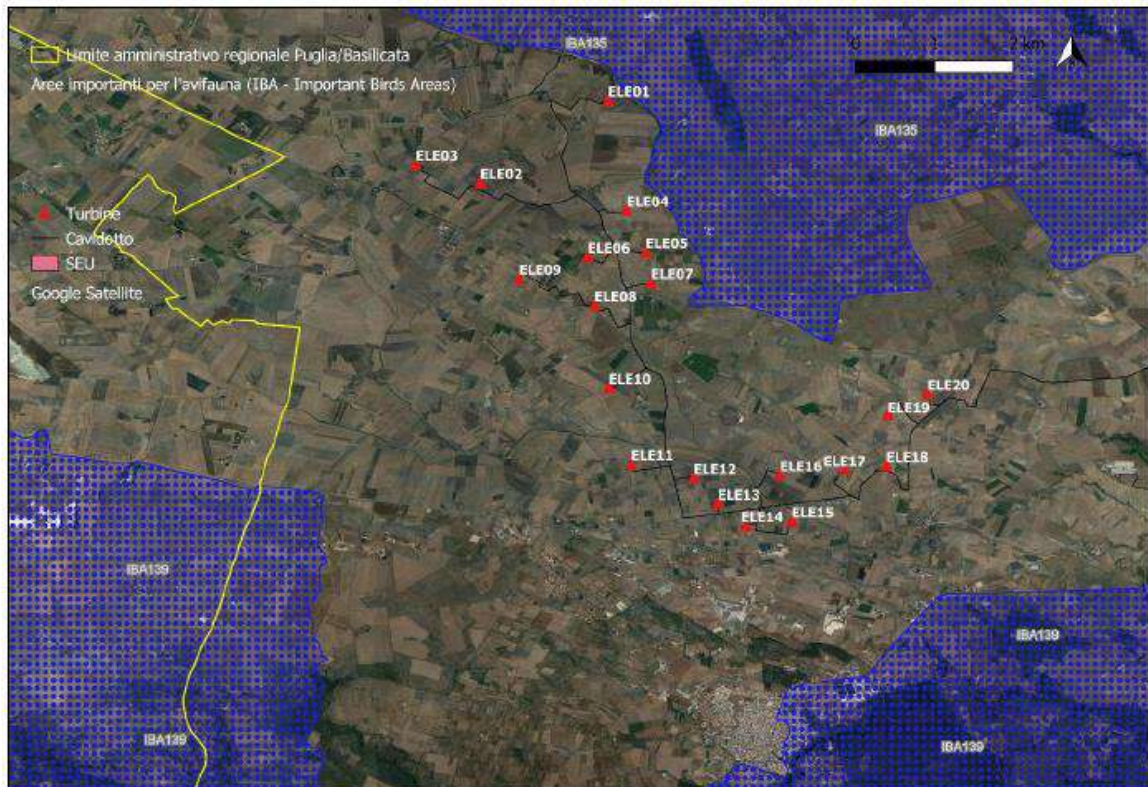 IBA135
Limite amministrativo regionale Puglia/Basilicata
0 1 2 km
Aree importanti per l'avifauna (IBA - Important Birds Areas)
ELE01
IBA135
ELE03
ELE02
Turbine
ELE04
Cavidotto
ELE05
ELE06
SEU
ELE09
ELE07
Google Satellite
ELE08
ELE10
ELE20
ELE19
ELE11
ELE12
ELE16
ELE17
ELE18
ELE13
ELE14
ELE15
IBA139
IBA139
IBA139
IBA139